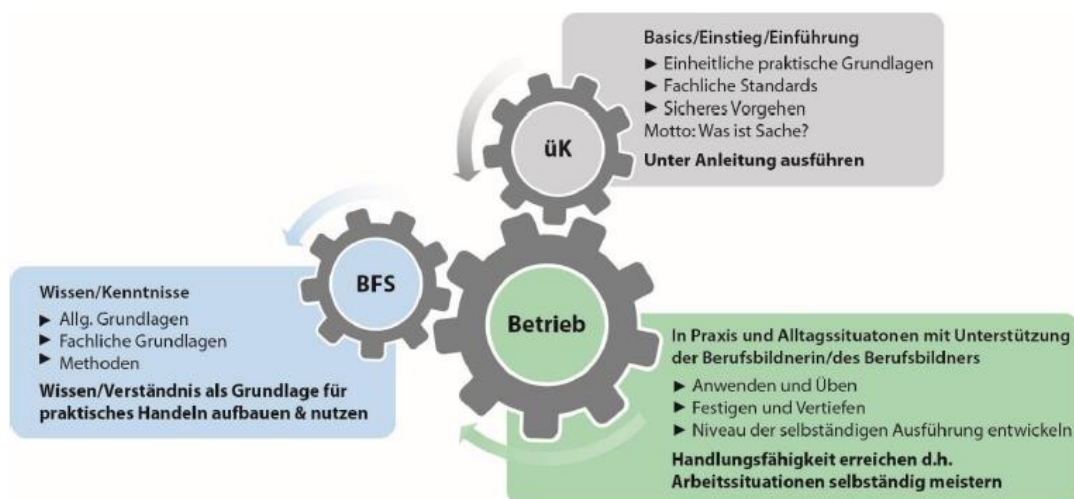 Basics/Einstieg/Einführung
► Einheitliche praktische Grundlagen
► Fachliche Standards
► Sicheres Vorgehen
Motto: Was ist Sache?
Unter Anleitung ausführen
üK
BFS
Wissen/Kenntnisse
► Allg. Grundlagen
► Fachliche Grundlagen
► Methoden
Wissen/Verständnis als Grundlage für
praktisches Handeln aufbauen & nutzen
Betrieb
In Praxis und Alltagssituatonen mit Unterstützung
der Berufsbildnerin/des Berufsbildners
► Anwenden und Üben
► Festigen und Vertiefen
► Niveau der selbständigen Ausführung entwickeln
Handlungsfähigkeit erreichen d.h.
Arbeitssituationen selbständig meistern